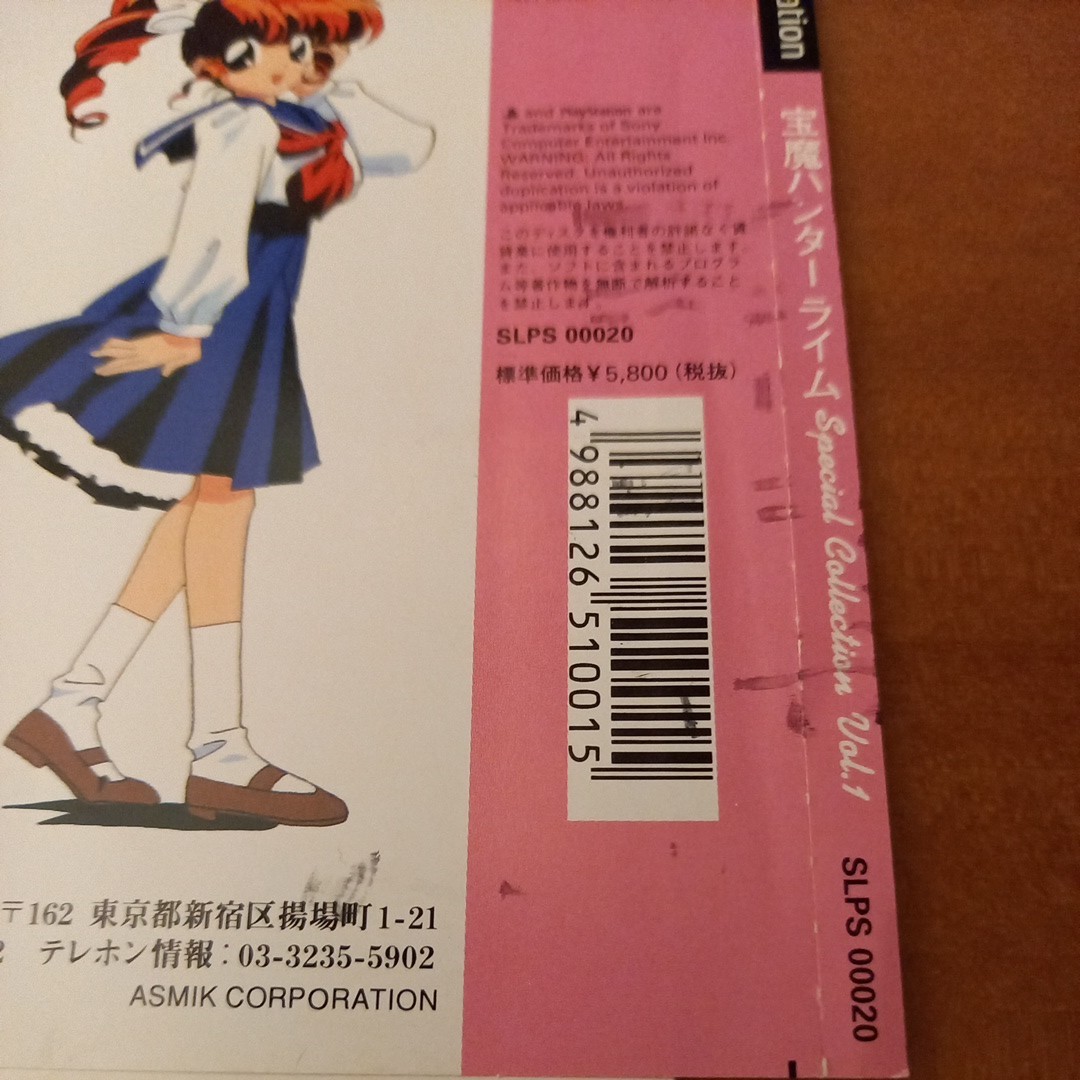 and PlayStation are
Trademarks of Sony
Computer Entertainment Inc.
WARNING: All Rights
Reserved. Unauthorized
duplication is a violation of
applicable laws.
このディスクを権利者の許諾なく賃
貸業に使用することを禁止します。
また、ソフトに含まれるプログラ
ム等著作物を無断で解析すること
を禁止します。
SLPS 00020
標準価格¥5,800(税抜)
4 988126 510015
〒162 東京都新宿区揚場町1-21
2 テレホン情報:03-3235-5902
ASMIK CORPORATION
ation
宝魔ハンターライム Special Collection Vol.1
SLPS 00020